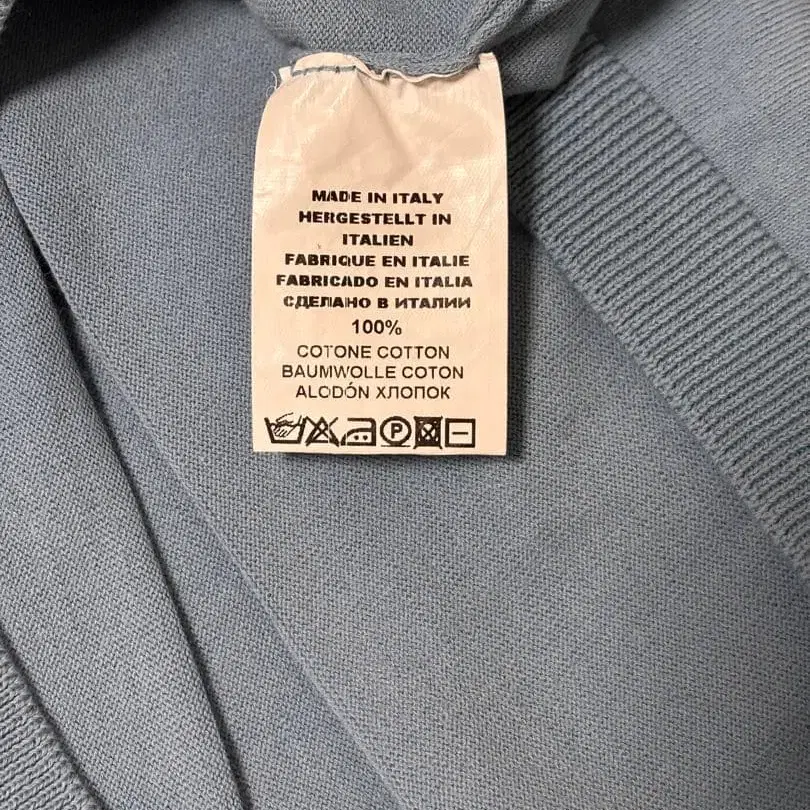 MADE IN ITALY
HERGESTELLT IN
ITALIEN
FABRIQUE EN ITALIE
FABRICADO EN ITALIA
СДЕЛАНО В ИТАЛИИ
100%
COTONE COTTON
BAUMWOLLE COTON
ALODÓN ХЛОПОК
P